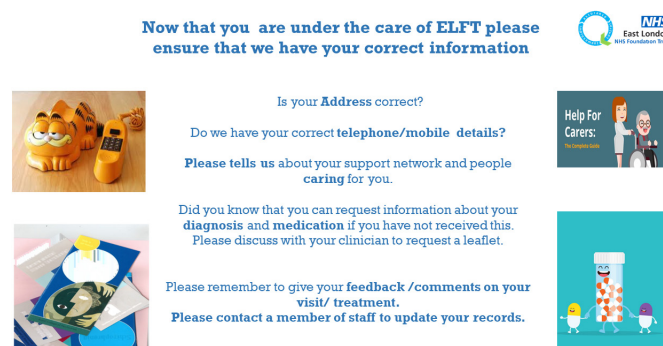 Now that you are under the care of ELFT please
ensure that we have your correct information
NHS
East London
NHS Foundation
Is your Address correct?
Do we have your correct telephone/mobile details?
Please tells us about your support network and people
caring for you.
Did you know that you can request information about your
diagnosis and medication if you have not received this.
Please discuss with your clinician to request a leaflet.
Please remember to give your feedback /comments on your
visit/ treatment.
Please contact a member of staff to update your records.
Help For
Carers:
The Complete Guide